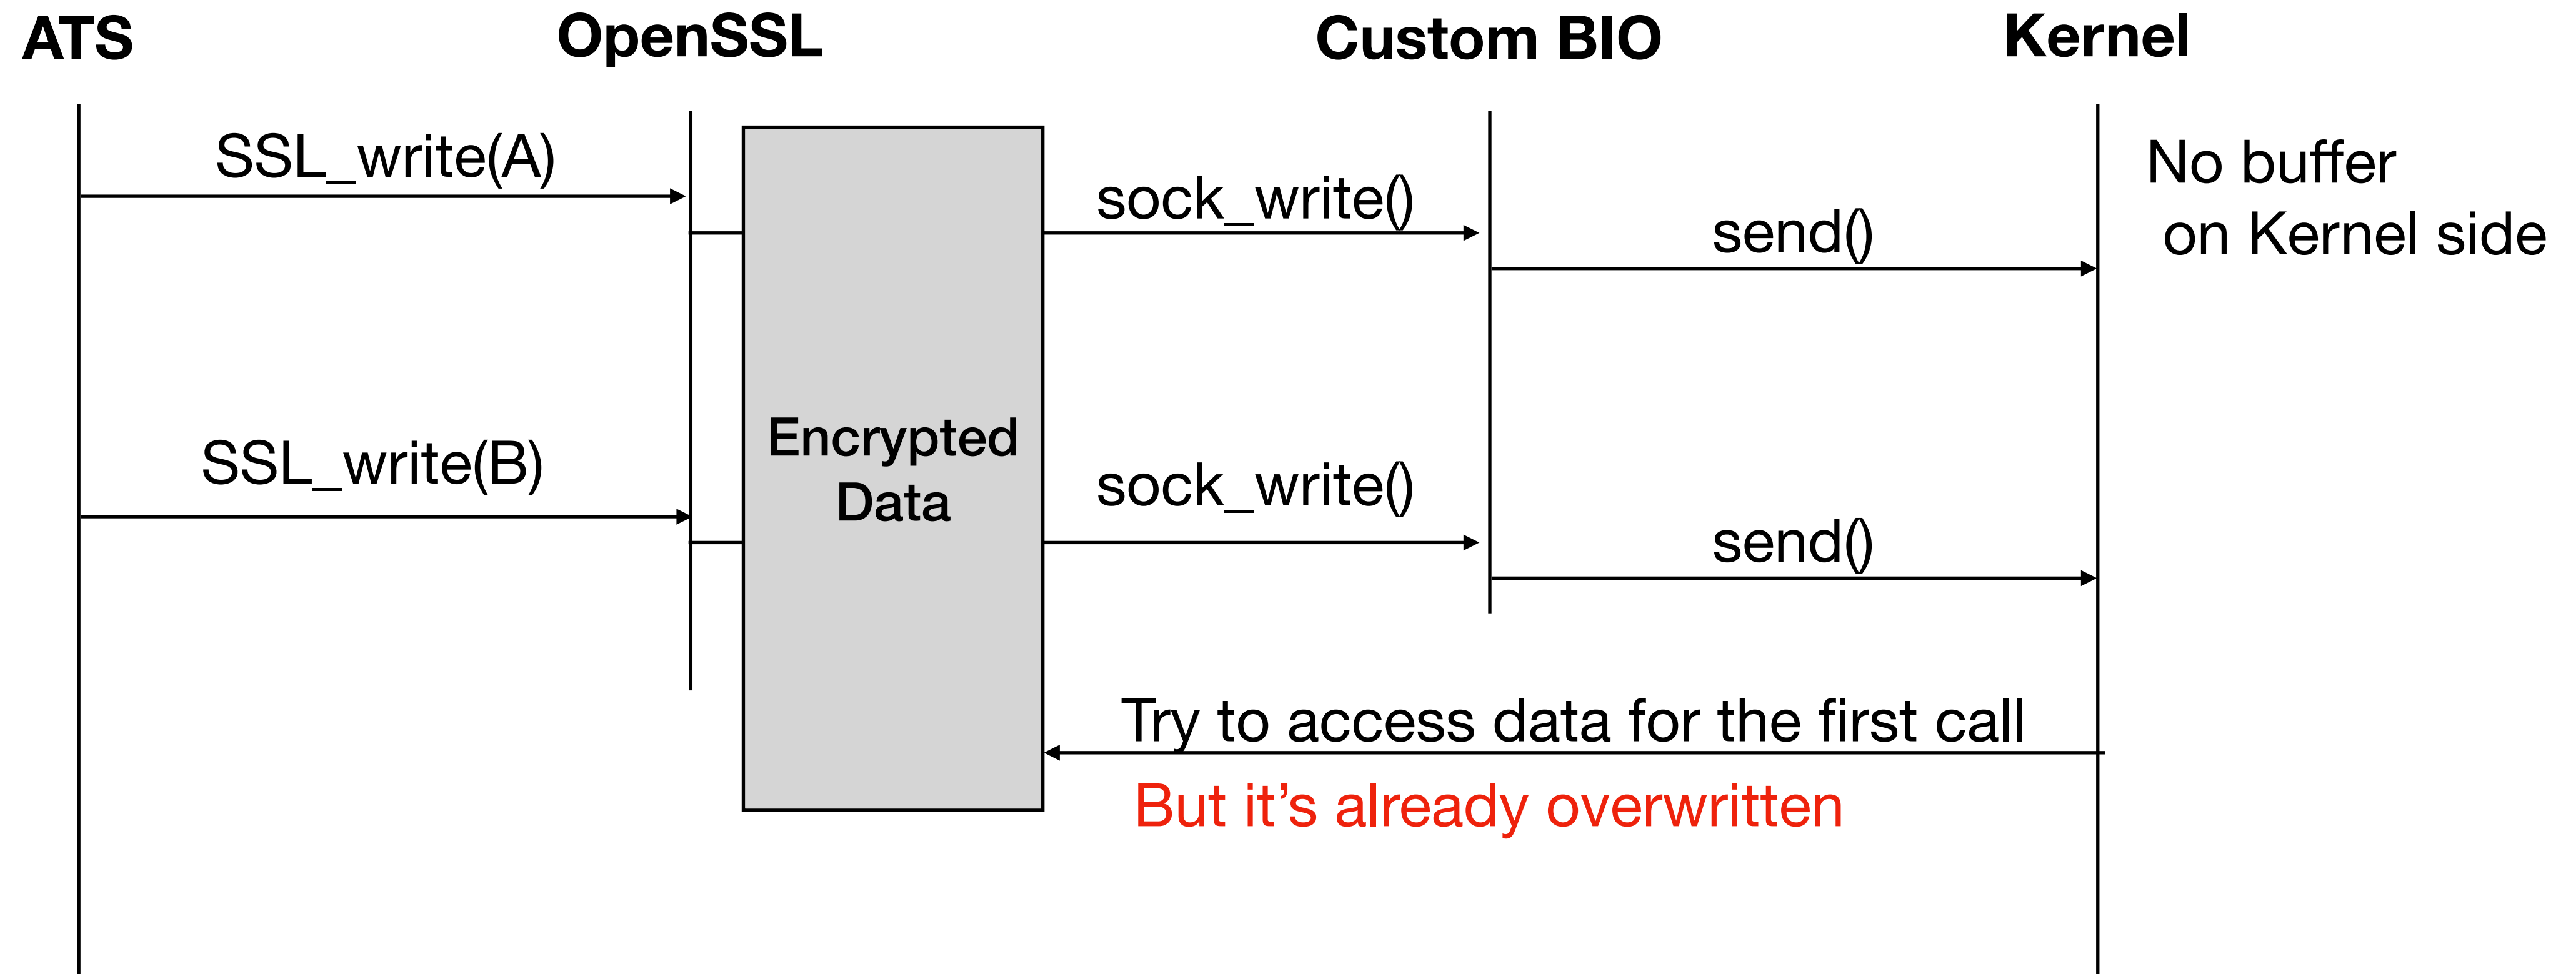 ATS
OpenSSL
Custom BIO
Kernel
SSL_write(A)
sock_write()
send()
No buffer
on Kernel side
Encrypted
Data
SSL_write(B)
sock_write()
send()
Try to access data for the first call
But it’s already overwritten